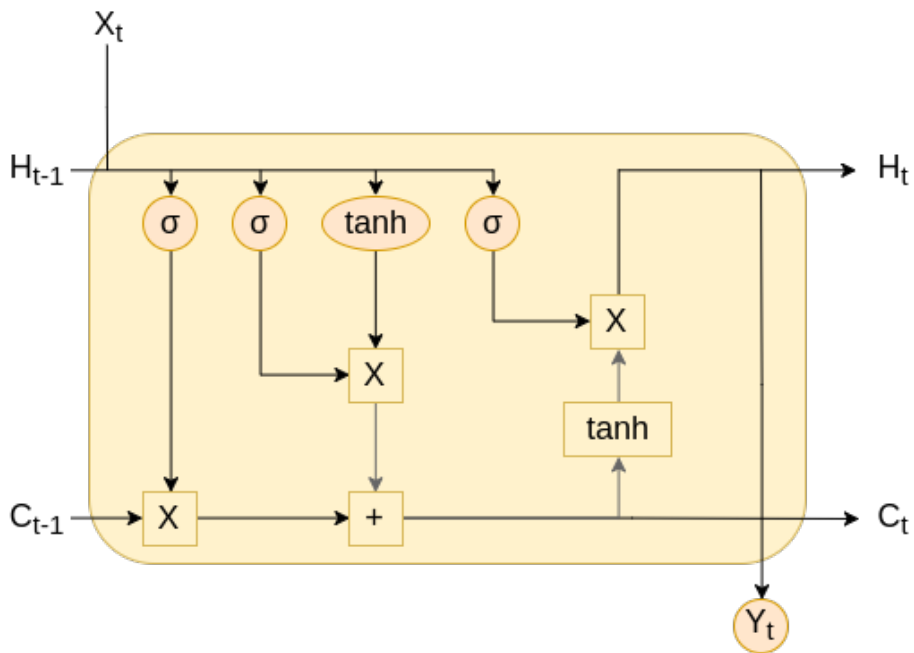 Xₜ
Hₜ₋₁
Hₜ
σ
σ
tanh
σ
X
X
tanh
Cₜ₋₁
X
+
Cₜ
Yₜ